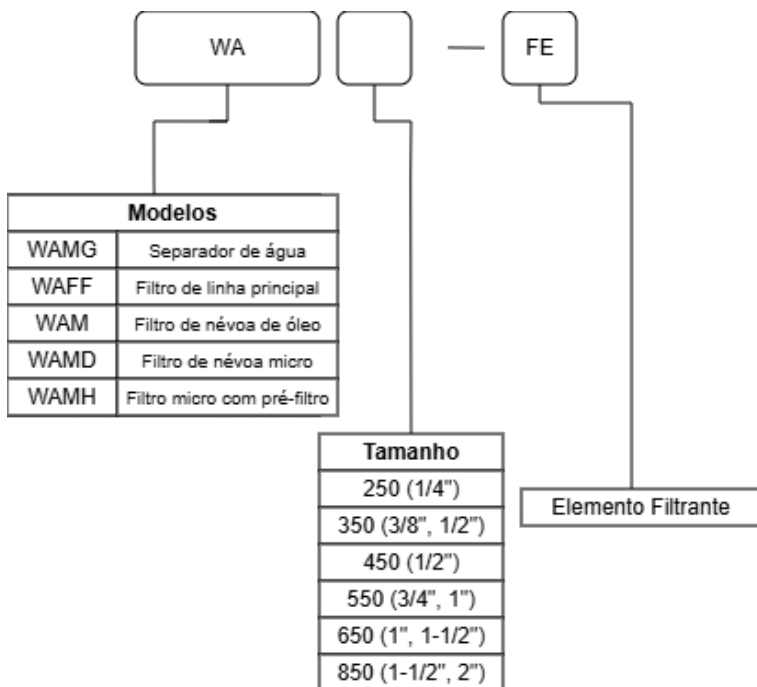 WA — FE
Modelos
WAMG Separador de água
WAFF Filtro de linha principal
WAM Filtro de névoa de óleo
WAMD Filtro de névoa micro
WAMH Filtro micro com pré-filtro
Tamanho
250 (1/4")
350 (3/8", 1/2")
450 (1/2")
550 (3/4", 1")
650 (1", 1-1/2")
850 (1-1/2", 2")
Elemento Filtrante